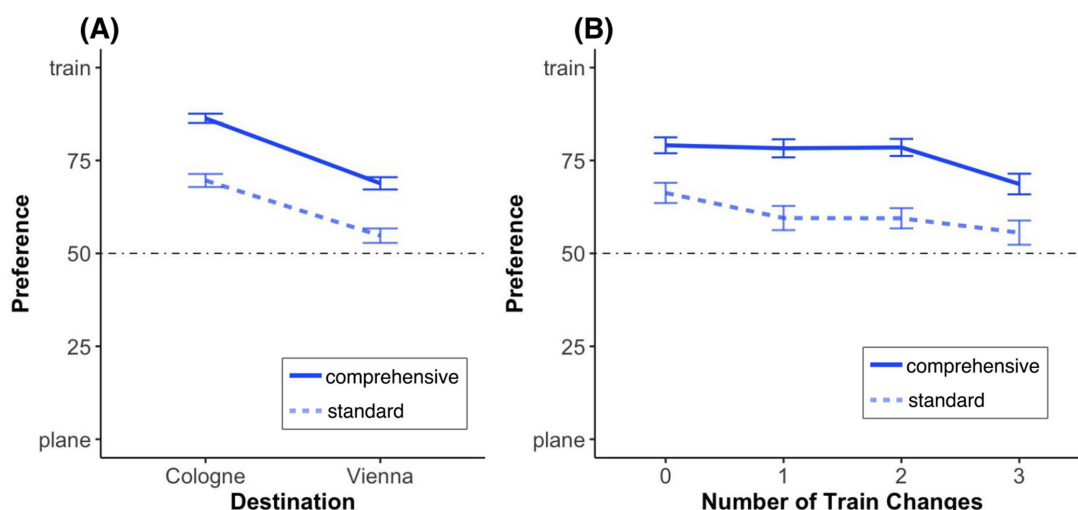 (A)
train
75
50
25
plane
Preference
comprehensive
standard
Cologne
Vienna
Destination
(B)
train
75
50
25
plane
Preference
comprehensive
standard
0
1
2
3
Number of Train Changes